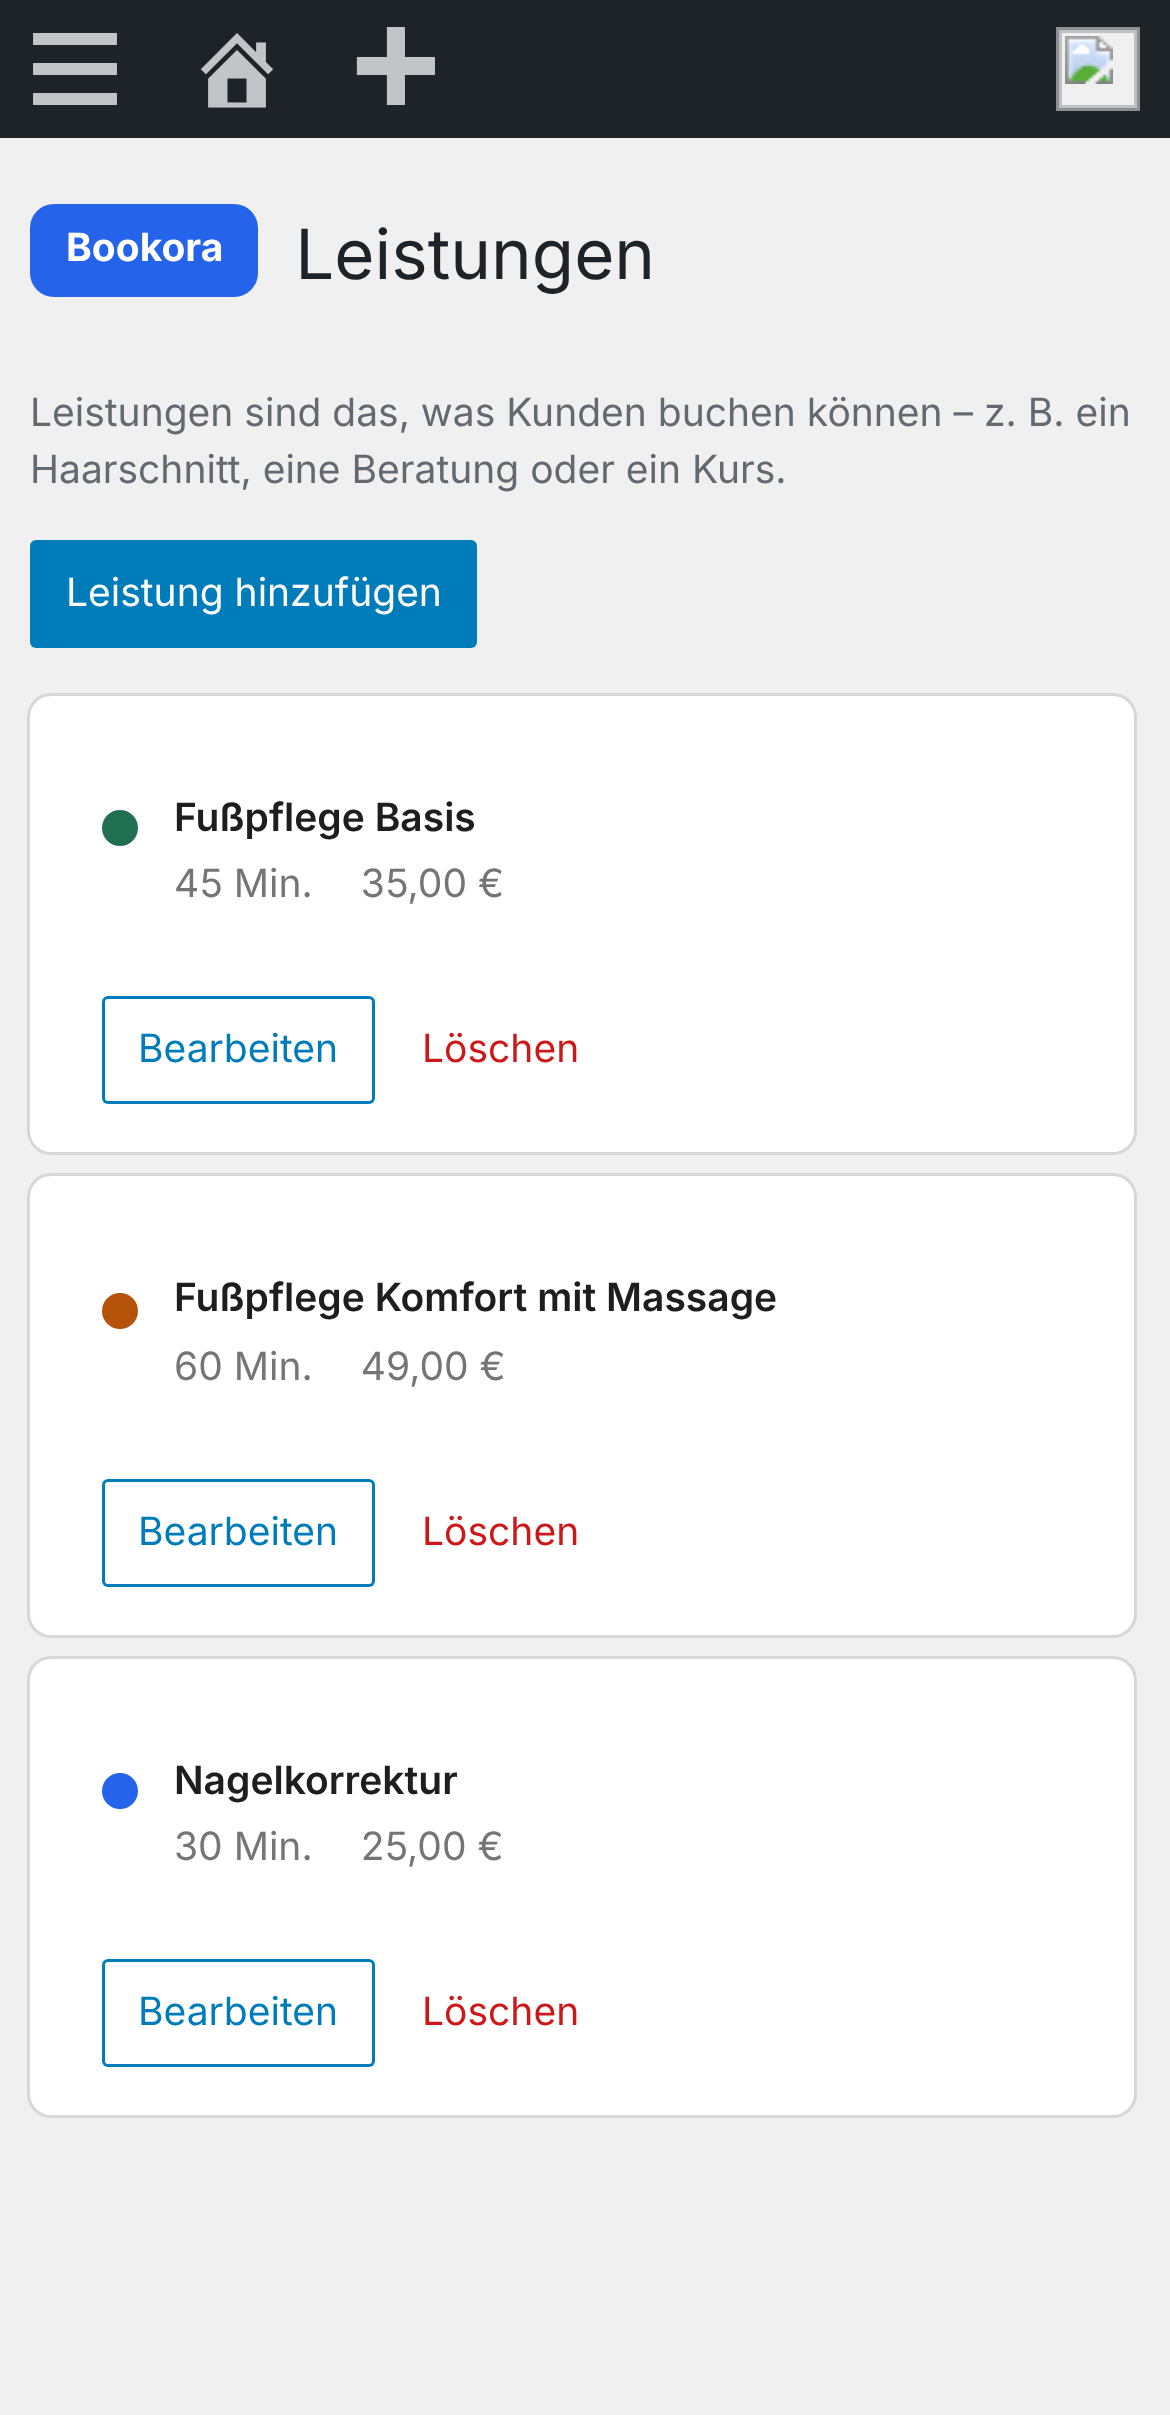 Bookora
Leistungen
Leistungen sind das, was Kunden buchen können – z. B. ein
Haarschnitt, eine Beratung oder ein Kurs.
Leistung hinzufügen
Fußpflege Basis
45 Min. 35,00 €
Bearbeiten Löschen
Fußpflege Komfort mit Massage
60 Min. 49,00 €
Bearbeiten Löschen
Nagelkorrektur
30 Min. 25,00 €
Bearbeiten Löschen